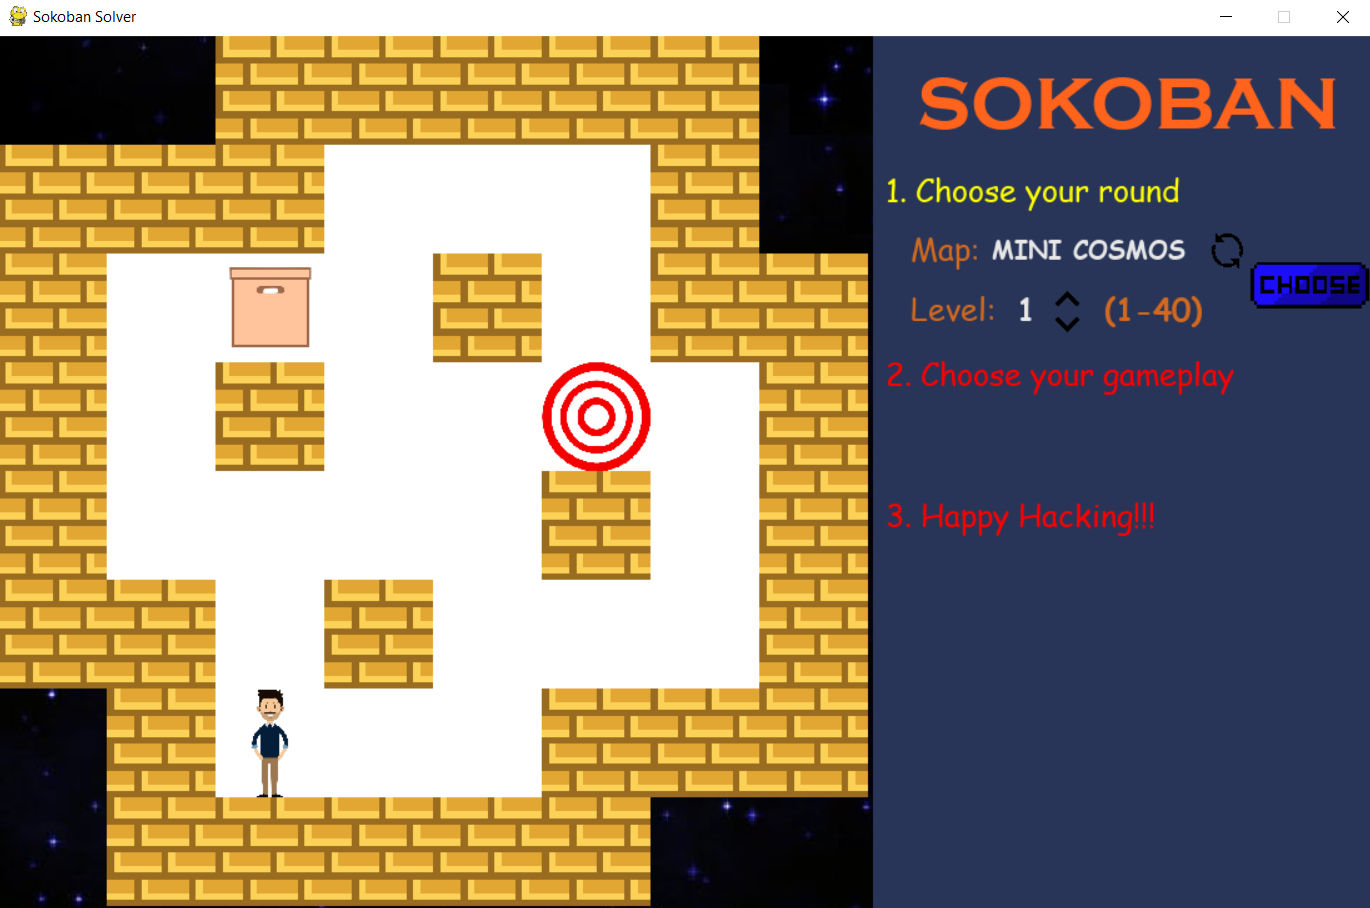 Sokoban Solver
SOKOBAN
1. Choose your round
Map: MINI COSMOS
CHOOSE
Level: 1 (1-40)
2. Choose your gameplay
3. Happy Hacking!!!